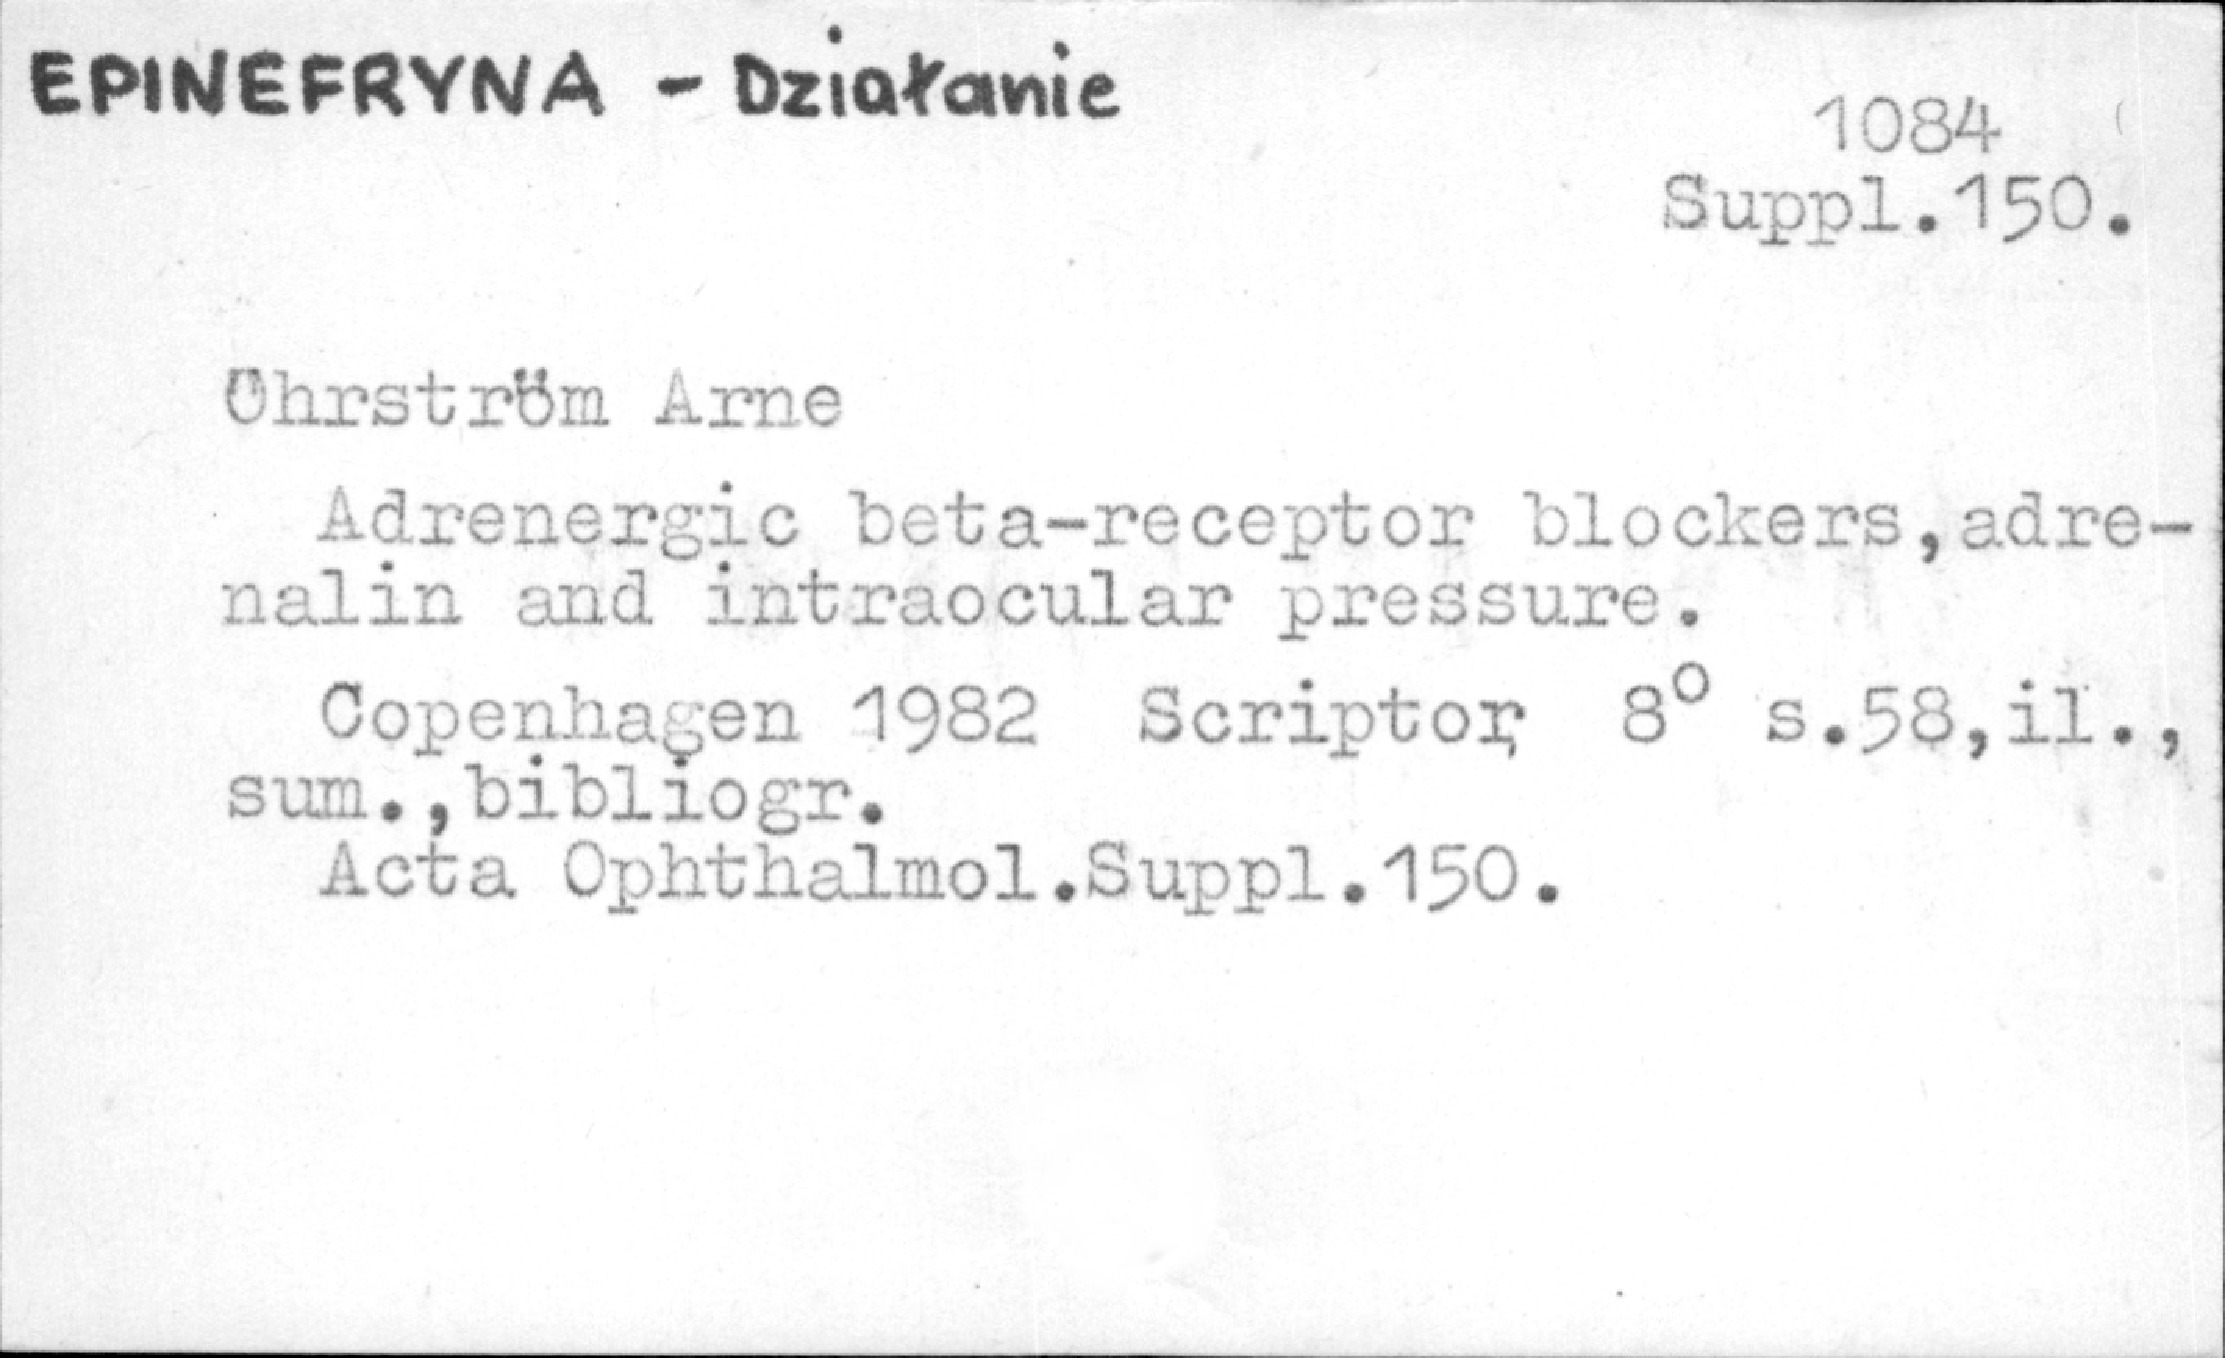 EPINEFRYNA - Działanie
1084
Suppl.150.
Öhrström Arne
Adrenergic beta-receptor blockers,adre-
nalin and intraocular pressure.
Copenhagen 1982 Scriptor, 8° s.58,il.,
sum.,bibliogr.
Acta Ophthalmol.Suppl.150.